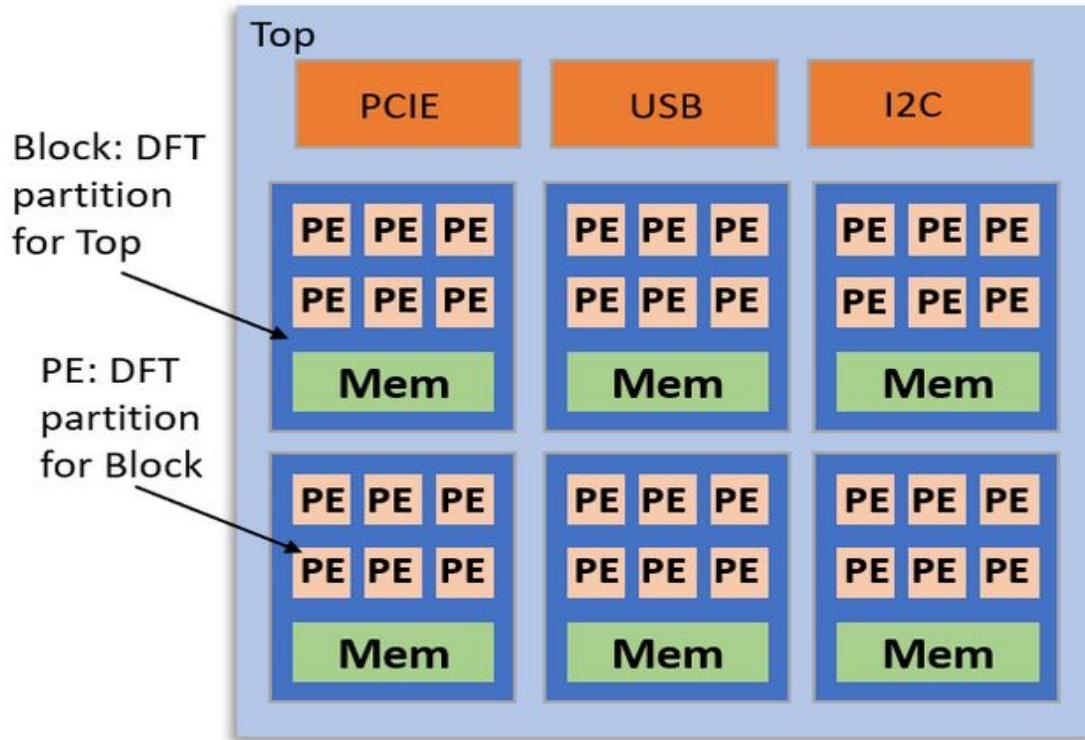 Top
PCIE USB I2C
Block: DFT
partition
for Top
PE PE PE PE PE PE PE PE PE
PE PE PE PE PE PE PE PE PE
Mem Mem Mem
PE: DFT
partition
for Block
PE PE PE PE PE PE PE PE PE
PE PE PE PE PE PE PE PE PE
Mem Mem Mem